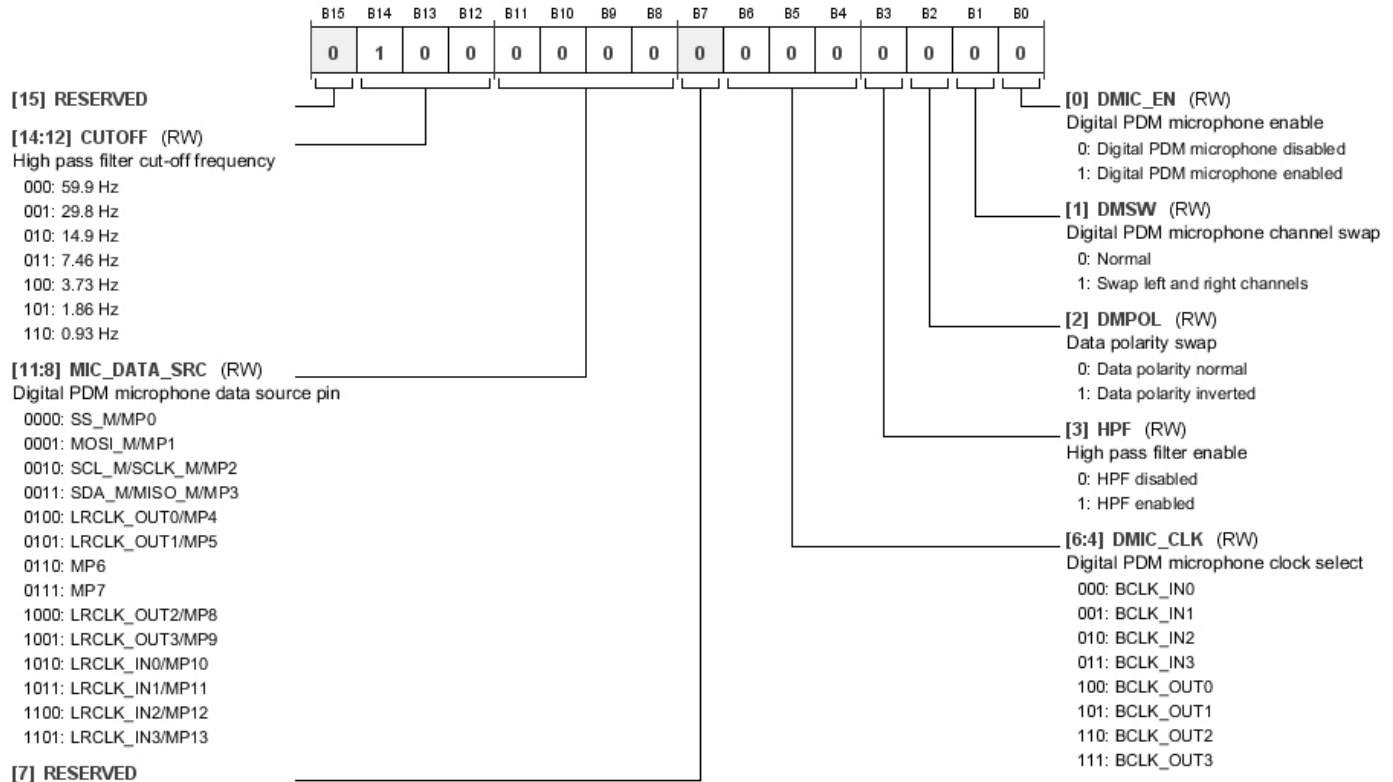 B15 B14 B13 B12 B11 B10 B9 B8 B7 B6 B5 B4 B3 B2 B1 B0
0 1 0 0 0 0 0 0 0 0 0 0 0 0 0 0
[15] RESERVED
[14:12] CUTOFF (RW)
High pass filter cut-off frequency
000: 59.9 Hz
001: 29.8 Hz
010: 14.9 Hz
011: 7.46 Hz
100: 3.73 Hz
101: 1.86 Hz
110: 0.93 Hz
[11:8] MIC_DATA_SRC (RW)
Digital PDM microphone data source pin
0000: SS_M/MP0
0001: MOSI_M/MP1
0010: SCL_M/SCLK_M/MP2
0011: SDA_M/MISO_M/MP3
0100: LRCLK_OUT0/MP4
0101: LRCLK_OUT1/MP5
0110: MP6
0111: MP7
1000: LRCLK_OUT2/MP8
1001: LRCLK_OUT3/MP9
1010: LRCLK_IN0/MP10
1011: LRCLK_IN1/MP11
1100: LRCLK_IN2/MP12
1101: LRCLK_IN3/MP13
[7] RESERVED
[0] DMIC_EN (RW)
Digital PDM microphone enable
0: Digital PDM microphone disabled
1: Digital PDM microphone enabled
[1] DMSW (RW)
Digital PDM microphone channel swap
0: Normal
1: Swap left and right channels
[2] DMPOL (RW)
Data polarity swap
0: Data polarity normal
1: Data polarity inverted
[3] HPF (RW)
High pass filter enable
0: HPF disabled
1: HPF enabled
[6:4] DMIC_CLK (RW)
Digital PDM microphone clock select
000: BCLK_IN0
001: BCLK_IN1
010: BCLK_IN2
011: BCLK_IN3
100: BCLK_OUT0
101: BCLK_OUT1
110: BCLK_OUT2
111: BCLK_OUT3